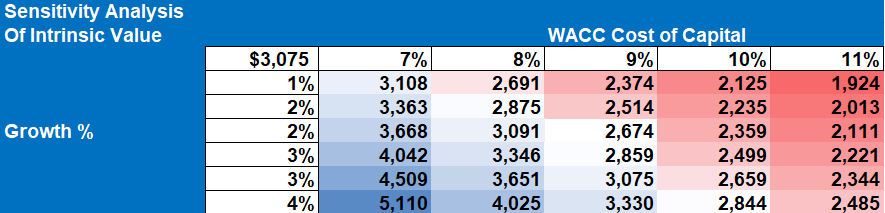 Sensitivity Analysis
Of Intrinsic Value WACC Cost of Capital
$3,075 7% 8% 9% 10% 11%
1% 3,108 2,691 2,374 2,125 1,924
2% 3,363 2,875 2,514 2,235 2,013
Growth % 2% 3,668 3,091 2,674 2,359 2,111
3% 4,042 3,346 2,859 2,499 2,221
3% 4,509 3,651 3,075 2,659 2,344
4% 5,110 4,025 3,330 2,844 2,485